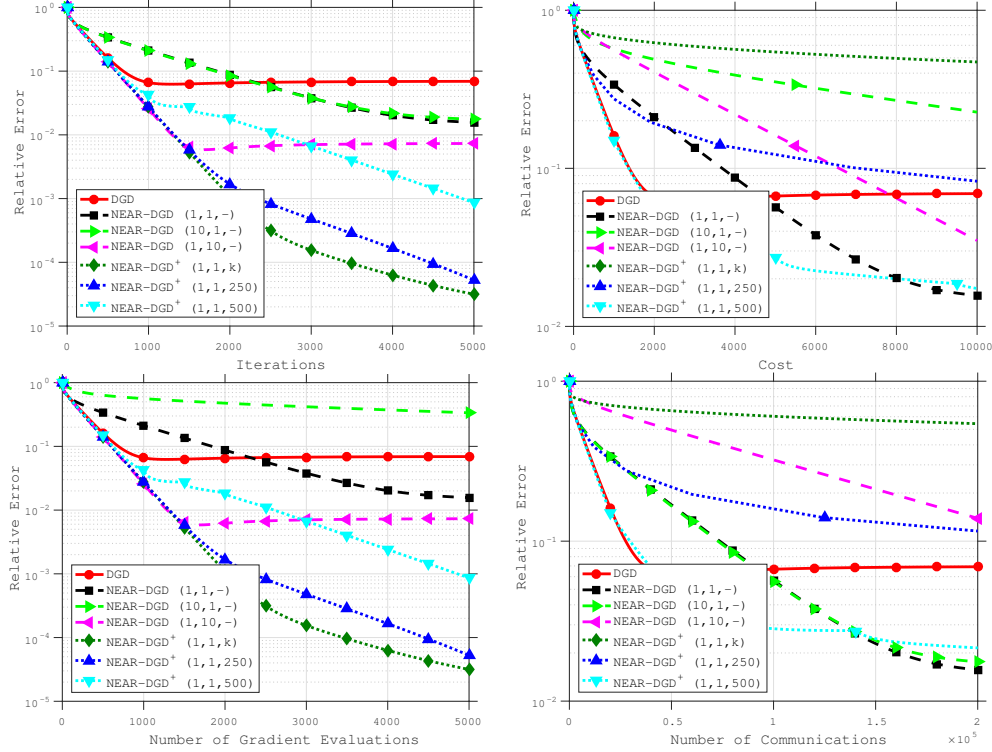 10^0
10^-1
10^-2
10^-3
10^-4
10^-5
Relative Error
0 1000 2000 3000 4000 5000
Iterations
DGD
NEAR-DGD (1,1,-)
NEAR-DGD (10,1,-)
NEAR-DGD (1,10,-)
NEAR-DGD^+ (1,1,k)
NEAR-DGD^+ (1,1,250)
NEAR-DGD^+ (1,1,500)
10^0
10^-1
10^-2
Relative Error
0 2000 4000 6000 8000 10000
Cost
DGD
NEAR-DGD (1,1,-)
NEAR-DGD (10,1,-)
NEAR-DGD (1,10,-)
NEAR-DGD^+ (1,1,k)
NEAR-DGD^+ (1,1,250)
NEAR-DGD^+ (1,1,500)
10^0
10^-1
10^-2
10^-3
10^-4
10^-5
Relative Error
0 1000 2000 3000 4000 5000
Number of Gradient Evaluations
DGD
NEAR-DGD (1,1,-)
NEAR-DGD (10,1,-)
NEAR-DGD (1,10,-)
NEAR-DGD^+ (1,1,k)
NEAR-DGD^+ (1,1,250)
NEAR-DGD^+ (1,1,500)
10^0
10^-1
10^-2
Relative Error
0 0.5 1 1.5 2
×10^5
Number of Communications
DGD
NEAR-DGD (1,1,-)
NEAR-DGD (10,1,-)
NEAR-DGD (1,10,-)
NEAR-DGD^+ (1,1,k)
NEAR-DGD^+ (1,1,250)
NEAR-DGD^+ (1,1,500)